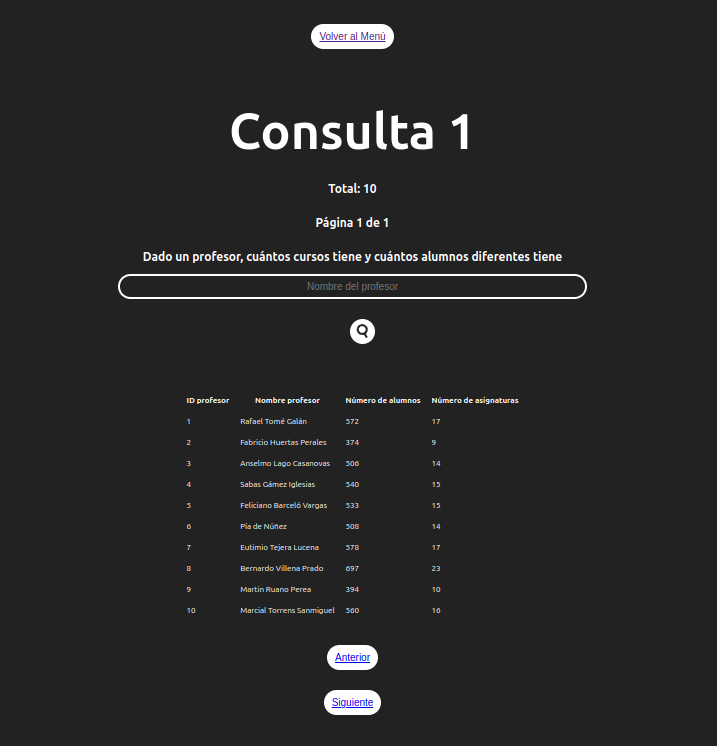 Volver al Menú
Consulta 1
Total: 10
Página 1 de 1
Dado un profesor, cuántos cursos tiene y cuántos alumnos diferentes tiene
Nombre del profesor
ID profesor Nombre profesor Número de alumnos Número de asignaturas
1 Rafael Tomé Galán 572 17
2 Fabricio Huertas Perales 374 9
3 Anselmo Lago Casanovas 506 14
4 Sabas Gámez Iglesias 540 15
5 Feliciano Barceló Vargas 533 15
6 Pía de Núñez 508 14
7 Eutimio Tejera Lucena 578 17
8 Bernardo Villena Prado 697 23
9 Martin Ruano Perea 394 10
10 Marcial Torrens Sanmiguel 560 16
Anterior
Siguiente